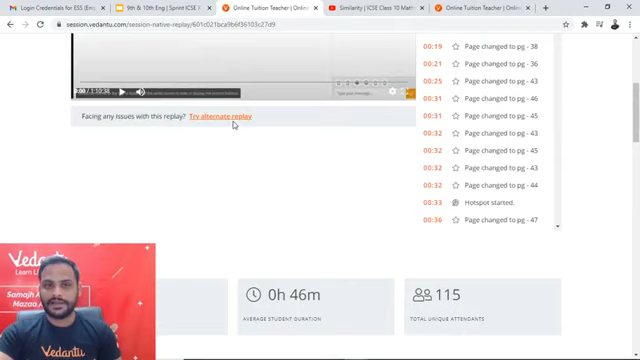 Login Credentials for ESS (Em
9th & 10th Eng | Sprint ICSE X
Online Tuition Teacher | Onlin
Similarity | ICSE Class 10 Math
Online Tuition Teacher | Onlin
session.vedantu.com/session-native-replay/601c021bca9b6f36103c27d9
0:00 / 1:10:38
Facing any issues with this replay? Try alternate replay
00:19 Page changed to pg - 38
00:21 Page changed to pg - 36
00:25 Page changed to pg - 43
00:31 Page changed to pg - 46
00:31 Page changed to pg - 45
00:32 Page changed to pg - 43
00:32 Page changed to pg - 45
00:32 Page changed to pg - 43
00:32 Page changed to pg - 44
00:33 Hotspot started.
00:36 Page changed to pg - 47
0h 46m
AVERAGE STUDENT DURATION
115
TOTAL UNIQUE ATTENDANTS
Vedantu
Learn
Samajh A
Mazaa
Vedantu